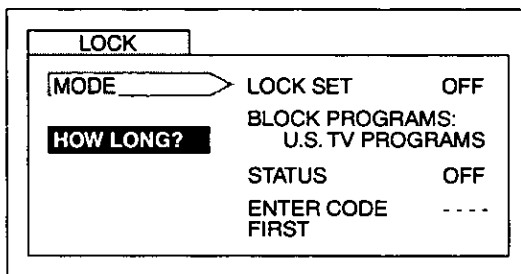 LOCK
MODE
LOCK SET OFF
BLOCK PROGRAMS:
U.S. TV PROGRAMS
HOW LONG?
STATUS OFF
ENTER CODE - - - -
FIRST